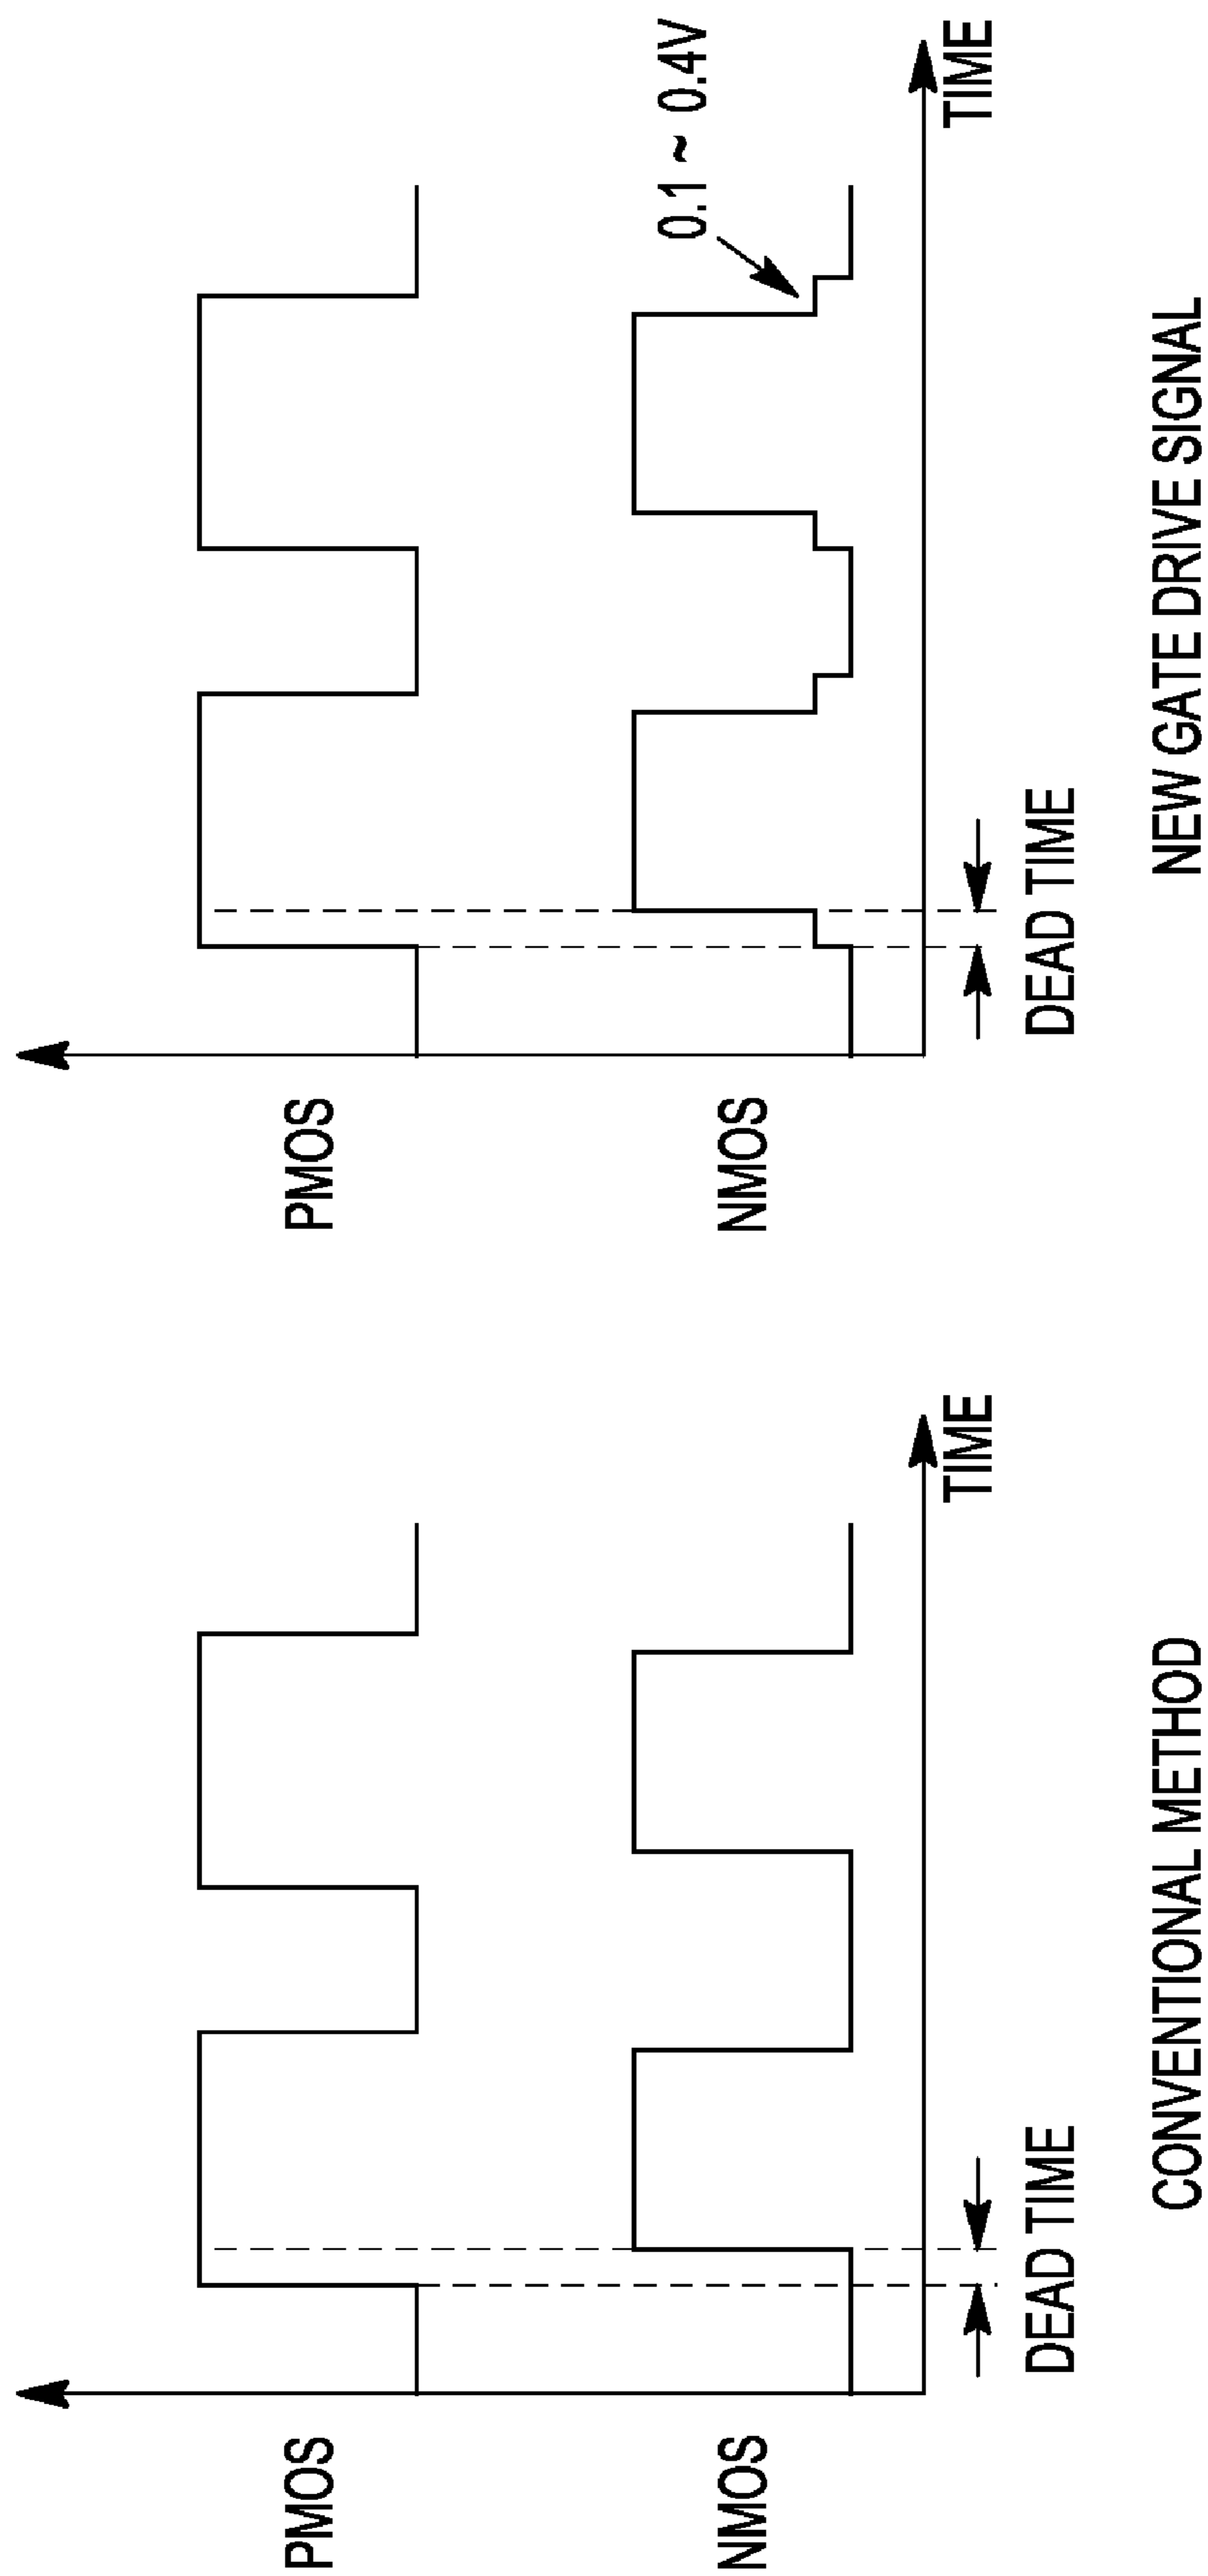 PMOS
NMOS
TIME
DEAD TIME
CONVENTIONAL METHOD
PMOS
NMOS
0.1 ~ 0.4V
TIME
DEAD TIME
NEW GATE DRIVE SIGNAL